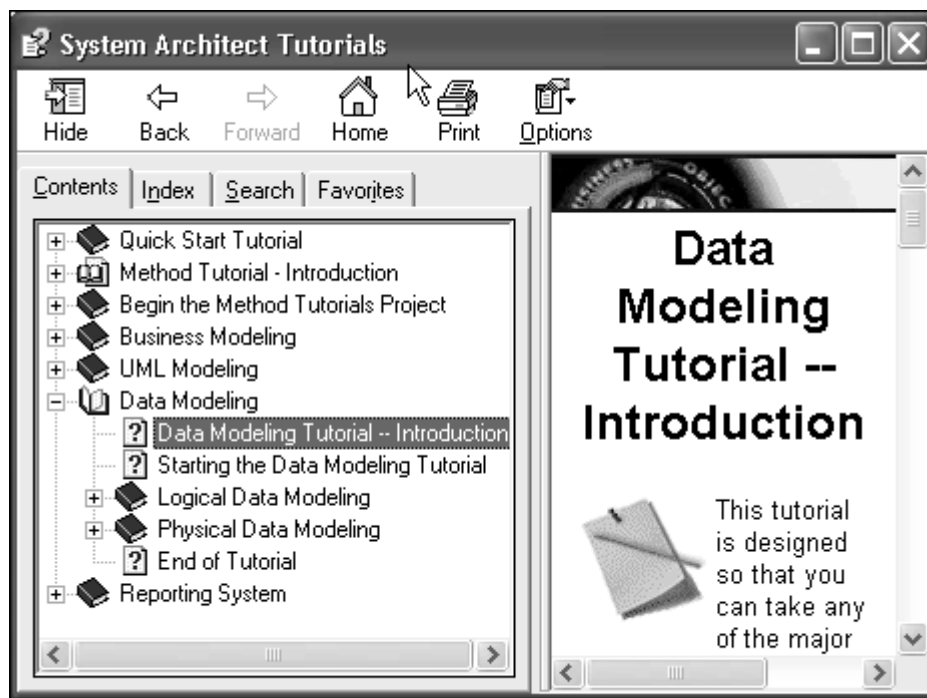 System Architect Tutorials
Hide Back Forward Home Print Options
Contents Index Search Favorites
Quick Start Tutorial
Method Tutorial - Introduction
Begin the Method Tutorials Project
Business Modeling
UML Modeling
Data Modeling
Data Modeling Tutorial -- Introduction
Starting the Data Modeling Tutorial
Logical Data Modeling
Physical Data Modeling
End of Tutorial
Reporting System
Data
Modeling
Tutorial --
Introduction
This tutorial
is designed
so that you
can take any
of the major